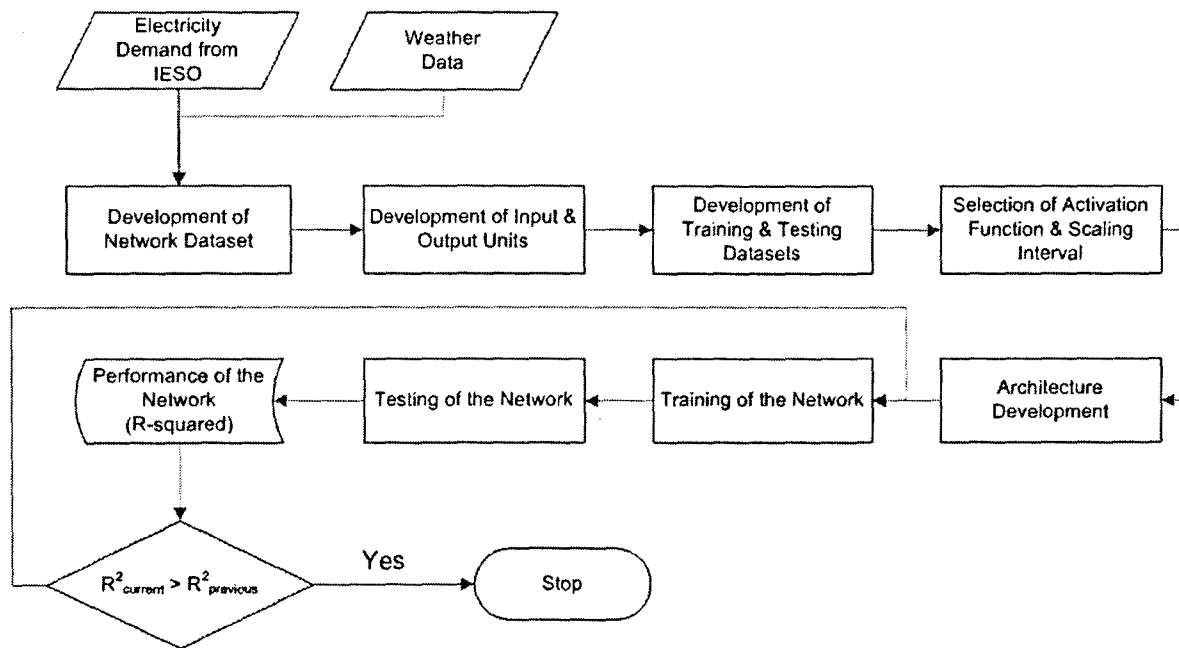 Electricity
Demand from
IESO
Weather
Data
Development of
Network Dataset
Development of Input &
Output Units
Development of
Training & Testing
Datasets
Selection of Activation
Function & Scaling
Interval
Performance of the
Network
(R-squared)
Testing of the Network
Training of the Network
Architecture
Development
R²current > R²previous
Yes
Stop